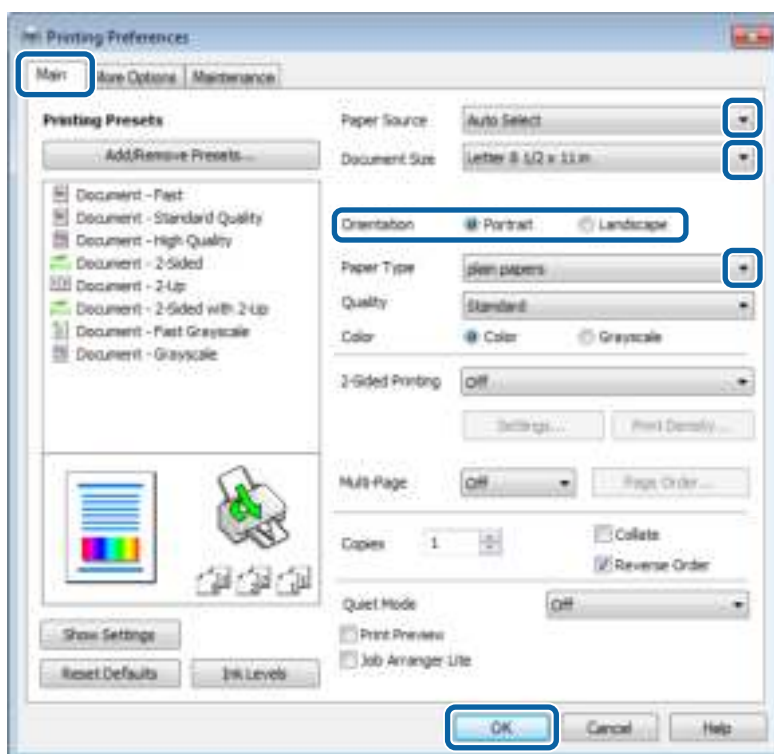 Printing Preferences
Main
More Options
Maintenance
Printing Presets
Add/Remove Presets...
Document - Fast
Document - Standard Quality
Document - High Quality
Document - 2-Sided
Document - 2-Up
Document - 2-Sided with 2-Up
Document - Fast Grayscale
Document - Grayscale
Show Settings
Reset Defaults
Ink Levels
Paper Source
Auto Select
Document Size
Letter 8 1/2 x 11 in
Orientation
Portrait
Landscape
Paper Type
plain papers
Quality
Standard
Color
Color
Grayscale
2-Sided Printing
Off
Settings...
Print Density...
Multi-Page
Off
Page Order...
Copies
1
Collate
Reverse Order
Quiet Mode
Off
Print Preview
Job Arranger Lite
OK
Cancel
Help